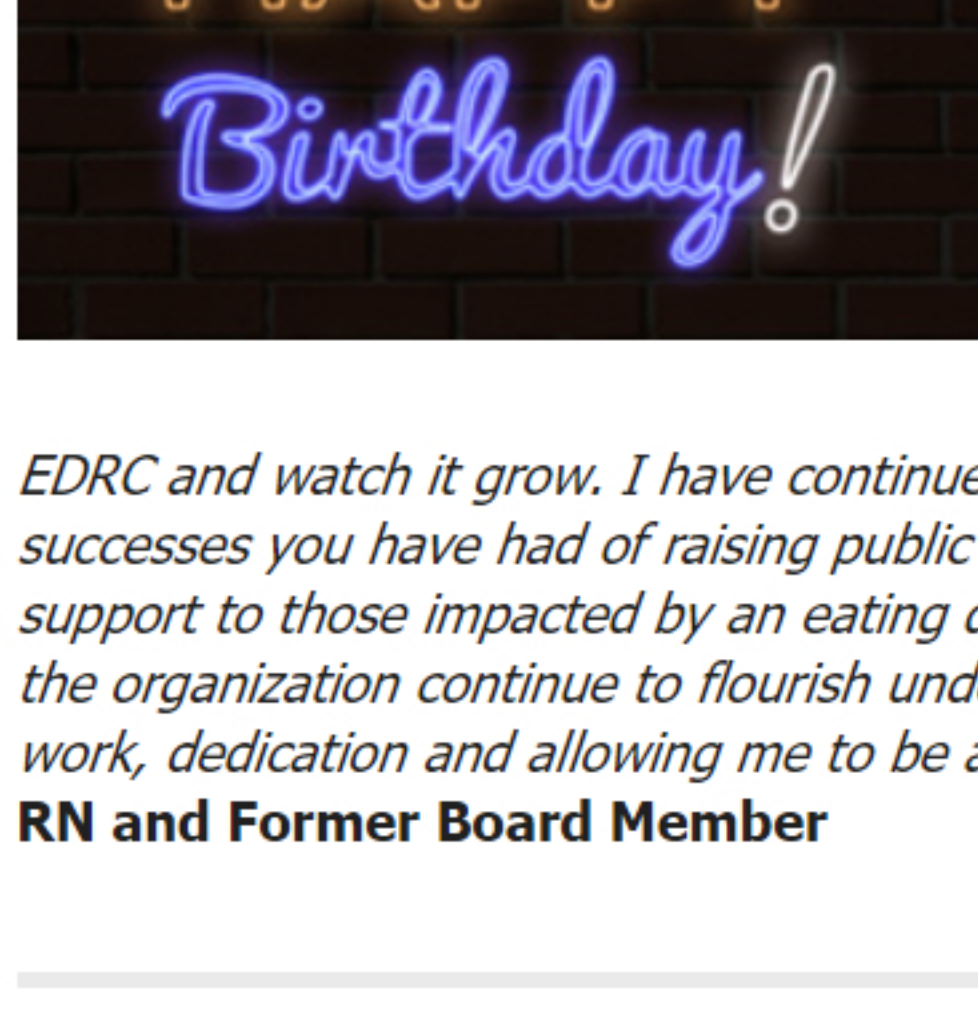 Birthday!
EDRC and watch it grow. I have continue
successes you have had of raising public
support to those impacted by an eating
the organization continue to flourish und
work, dedication and allowing me to be a
RN and Former Board Member